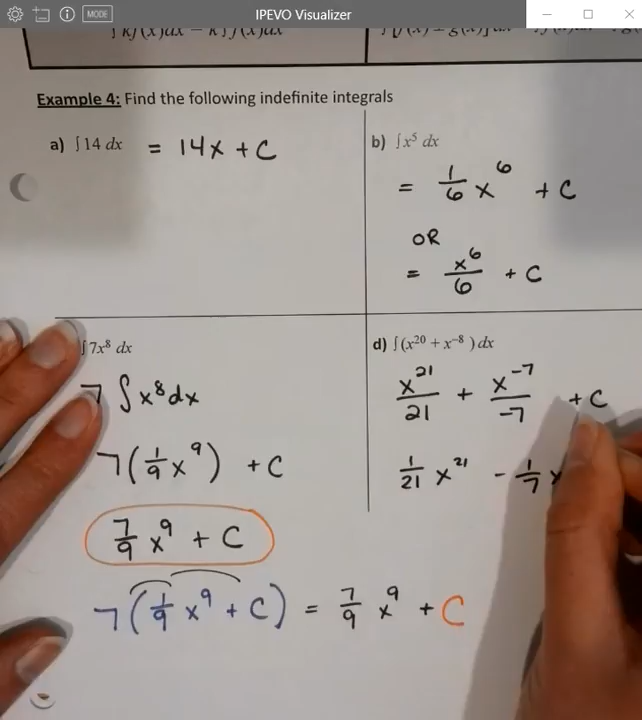 MODE
IPEVO Visualizer
∫ k f(x)dx = k ∫ f(x)dx
Example 4: Find the following indefinite integrals
a) ∫ 14 dx = 14x + C
b) ∫ x⁵ dx
= 1/6 x⁶ + C
OR
= x⁶/6 + C
∫ 7x⁸ dx
7 ∫ x⁸dx
7(1/9 x⁹) + C
7/9 x⁹ + C
7(1/9 x⁹ + C) = 7/9 x⁹ + C
d) ∫(x²⁰ + x⁻⁸ ) dx
x²¹/21 + x⁻⁷/-7 + C
1/21 x²¹ - 1/7 x